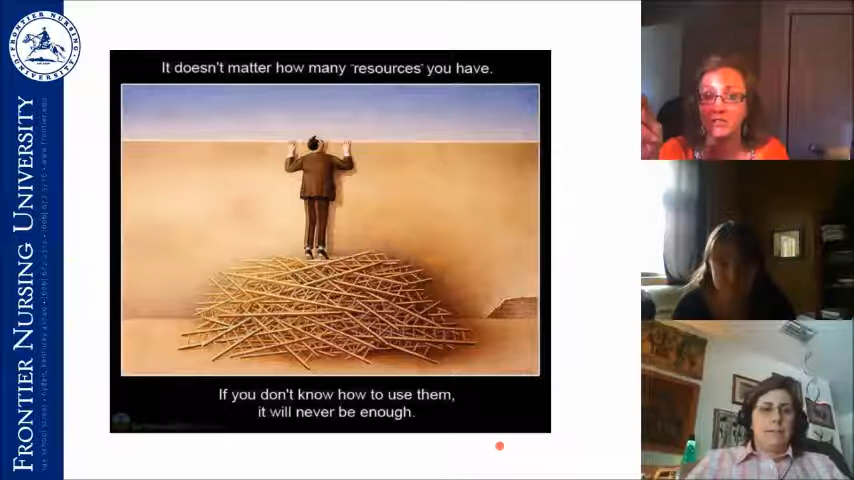 FRONTIER NURSING UNIVERSITY
It doesn't matter how many "resources" you have.
If you don't know how to use them,
it will never be enough.